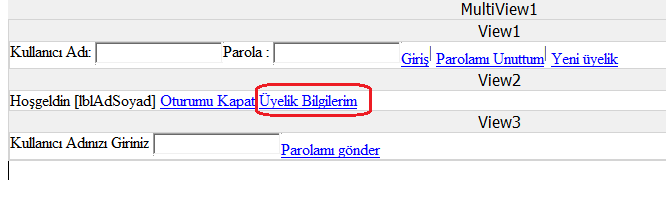 MultiView1
View1
Kullanıcı Adı: Parola : Giriş Parolamı Unuttum Yeni üyelik
View2
Hoşgeldin [lblAdSoyad] Oturumu Kapat Üyelik Bilgilerim
View3
Kullanıcı Adınızı Giriniz Parolamı gönder